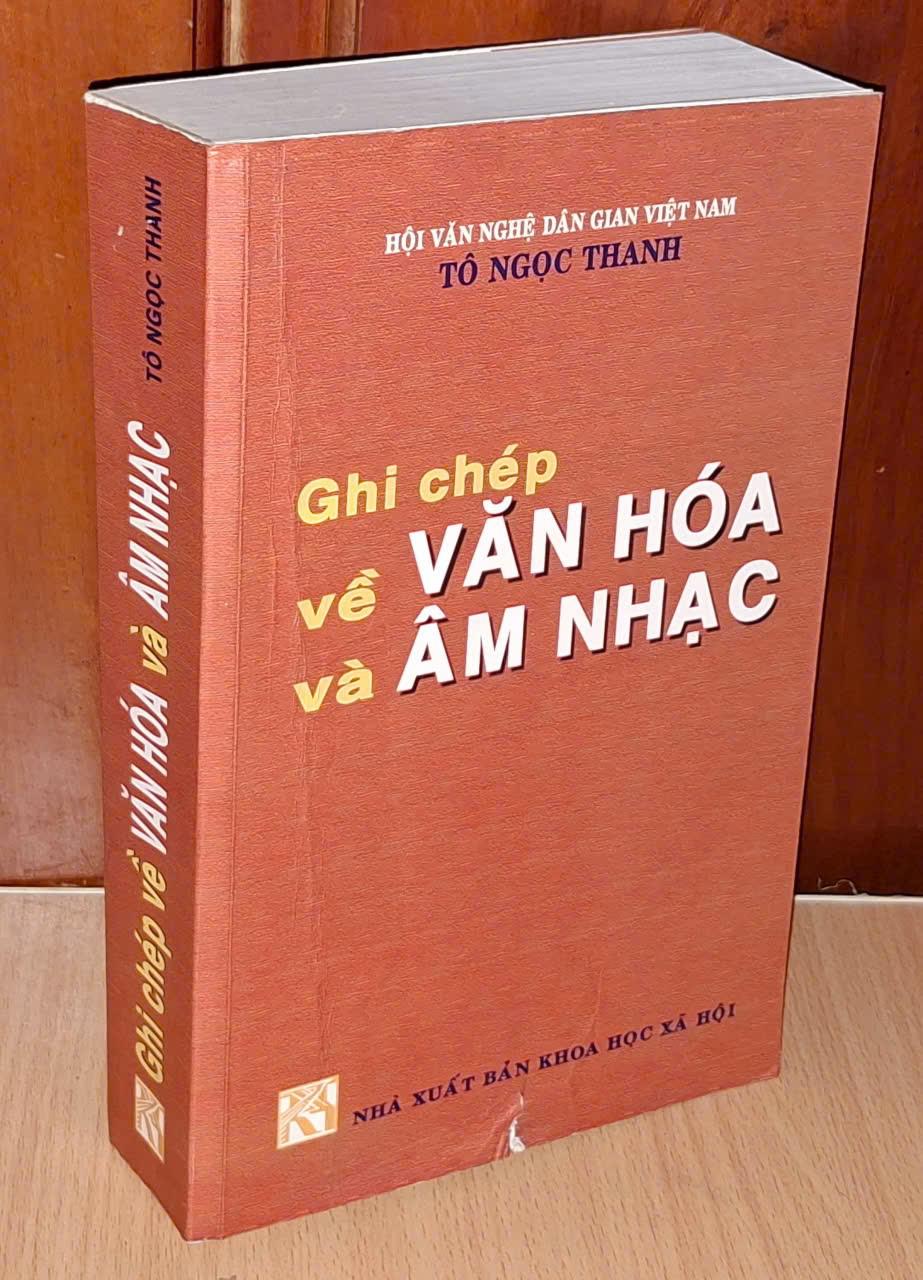 HỘI VĂN NGHỆ DÂN GIAN VIỆT NAM
TÔ NGỌC THANH
Ghi chép
về VĂN HÓA
và ÂM NHẠC
NHÀ XUẤT BẢN KHOA HỌC XÃ HỘI
Ghi chép về VĂN HÓA và ÂM NHẠC TÔ NGỌC THANH